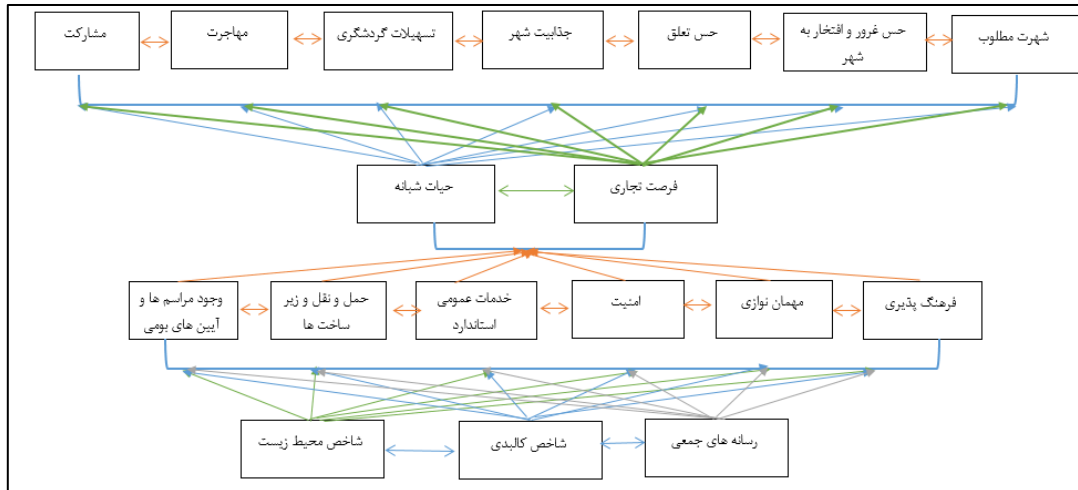 شهرت مطلوب
حس غرور و افتخار به
شهر
حس تعلق
جذابیت شهر
تسهیلات گردشگری
مهاجرت
مشارکت
فرصت تجاری
حیات شبانه
فرهنگ پذیری
مهمان نوازی
امنیت
خدمات عمومی
استاندارد
حمل و نقل و زیر
ساخت ها
وجود مراسم ها و
آیین های بومی
رسانه های جمعی
شاخص کالبدی
شاخص محیط زیست